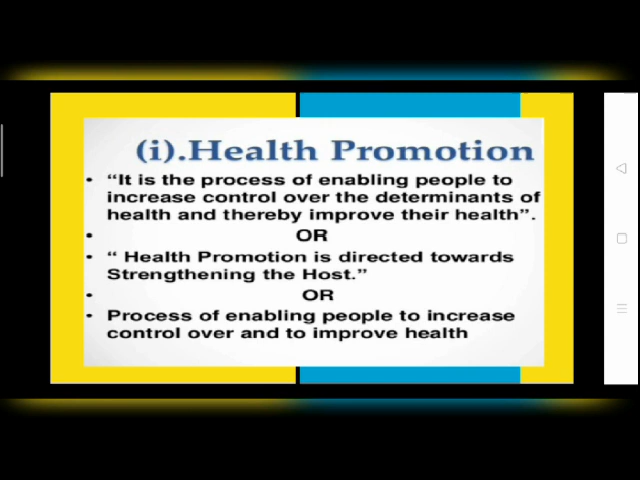 (i).Health Promotion
• “It is the process of enabling people to
increase control over the determinants of
health and thereby improve their health”.
• OR
• “ Health Promotion is directed towards
Strengthening the Host.”
• OR
• Process of enabling people to increase
control over and to improve health